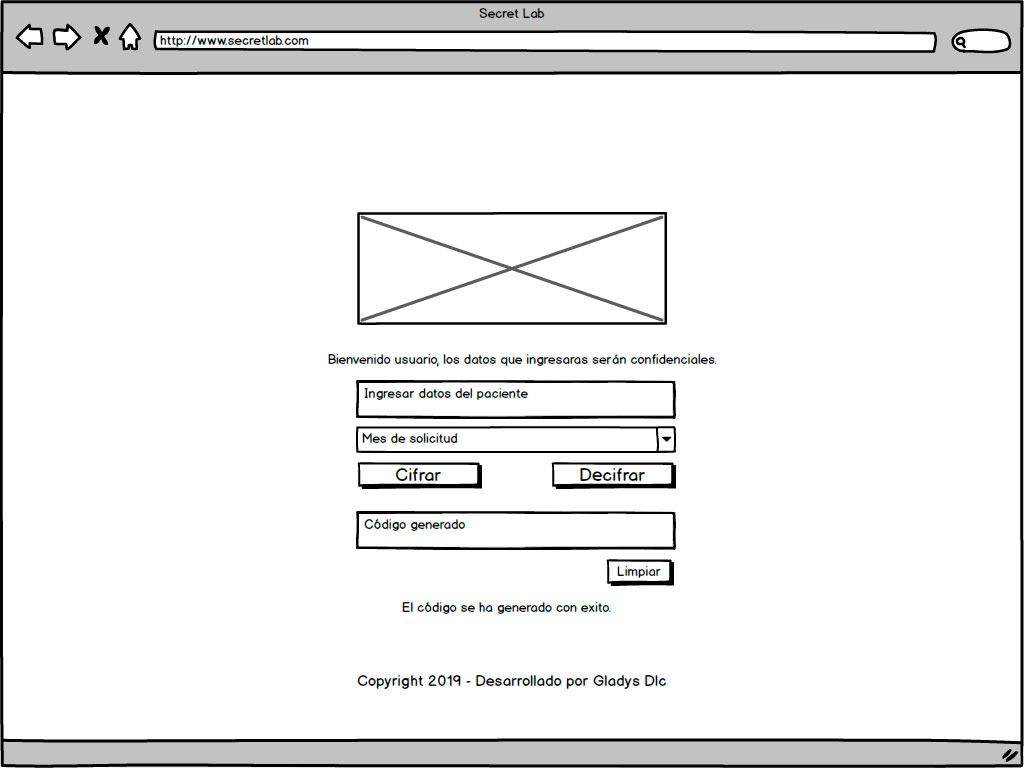 Secret Lab
http://www.secretlab.com
Bienvenido usuario, los datos que ingresaras serán confidenciales.
Ingresar datos del paciente
Mes de solicitud
Cifrar
Decifrar
Código generado
Limpiar
El código se ha generado con exito.
Copyright 2019 - Desarrollado por Gladys Dlc